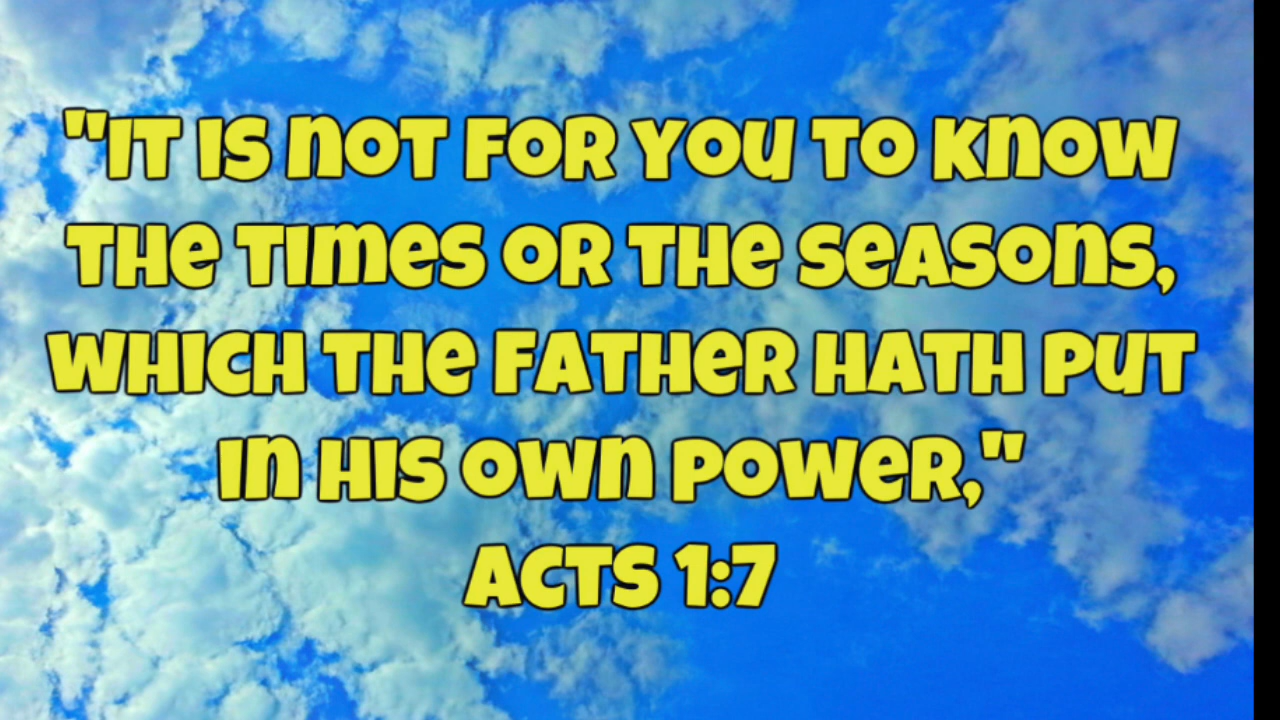 "IT IS NOT FOR YOU TO KNOW
THE TIMES OR THE SEASONS,
WHICH THE FATHER HATH PUT
IN HIS OWN POWER,"
ACTS 1:7